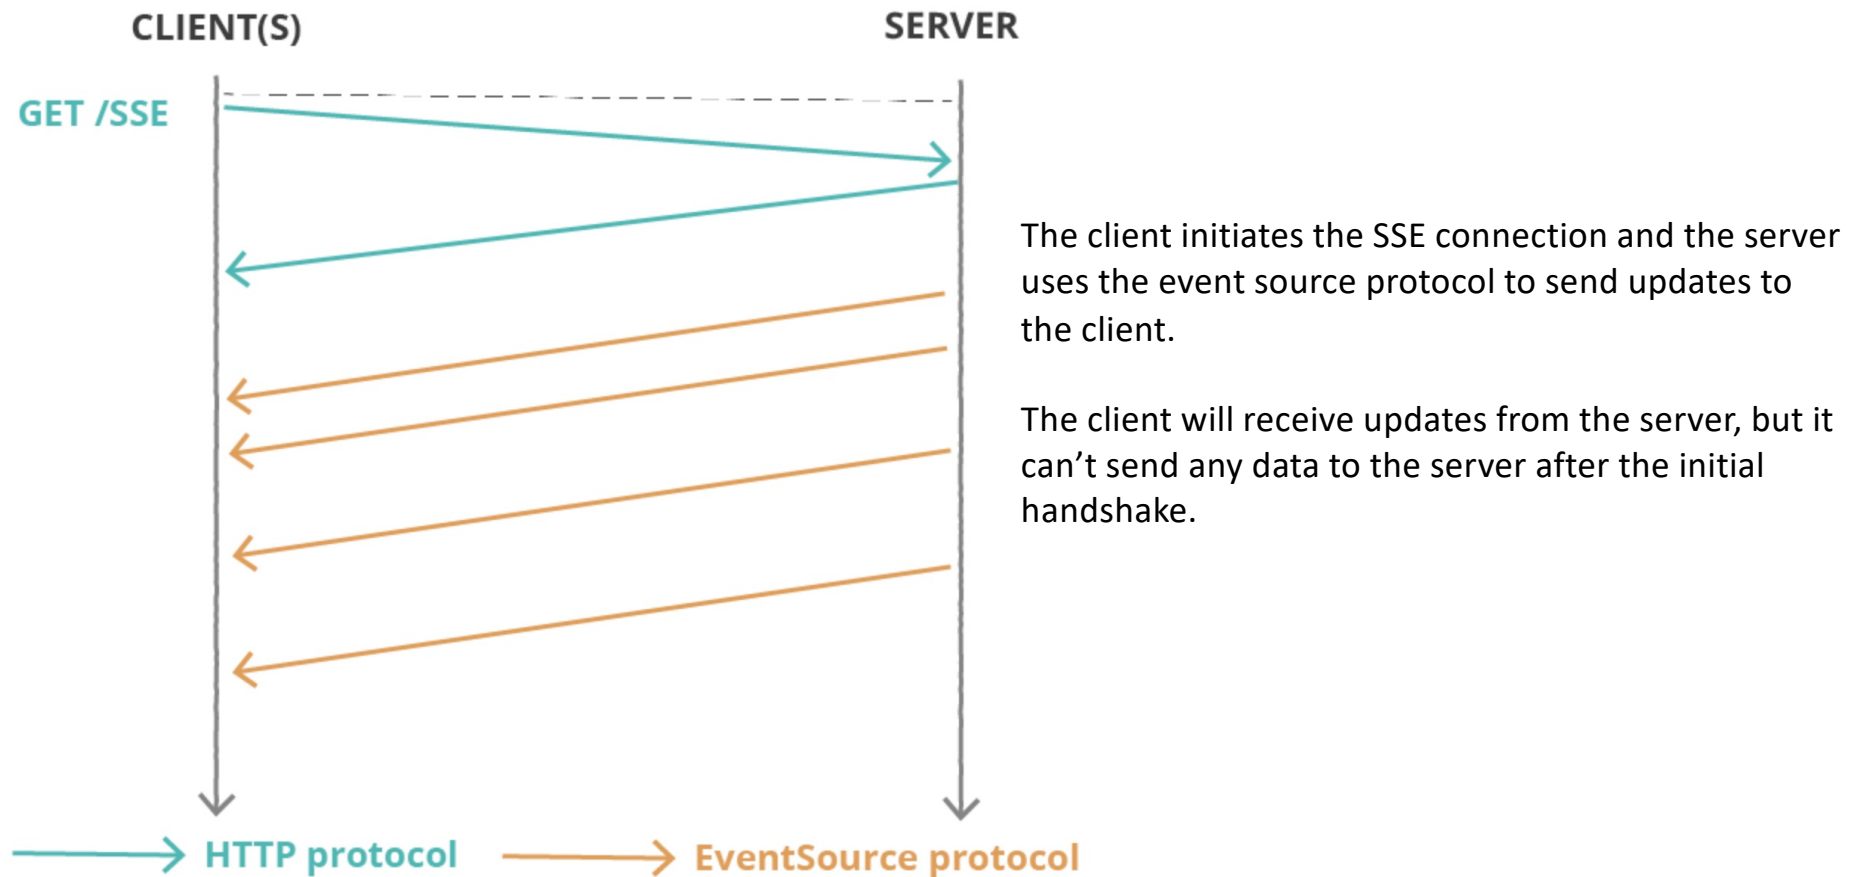 CLIENT(S)
SERVER
GET /SSE
The client initiates the SSE connection and the server
uses the event source protocol to send updates to
the client.
The client will receive updates from the server, but it
can’t send any data to the server after the initial
handshake.
HTTP protocol
EventSource protocol